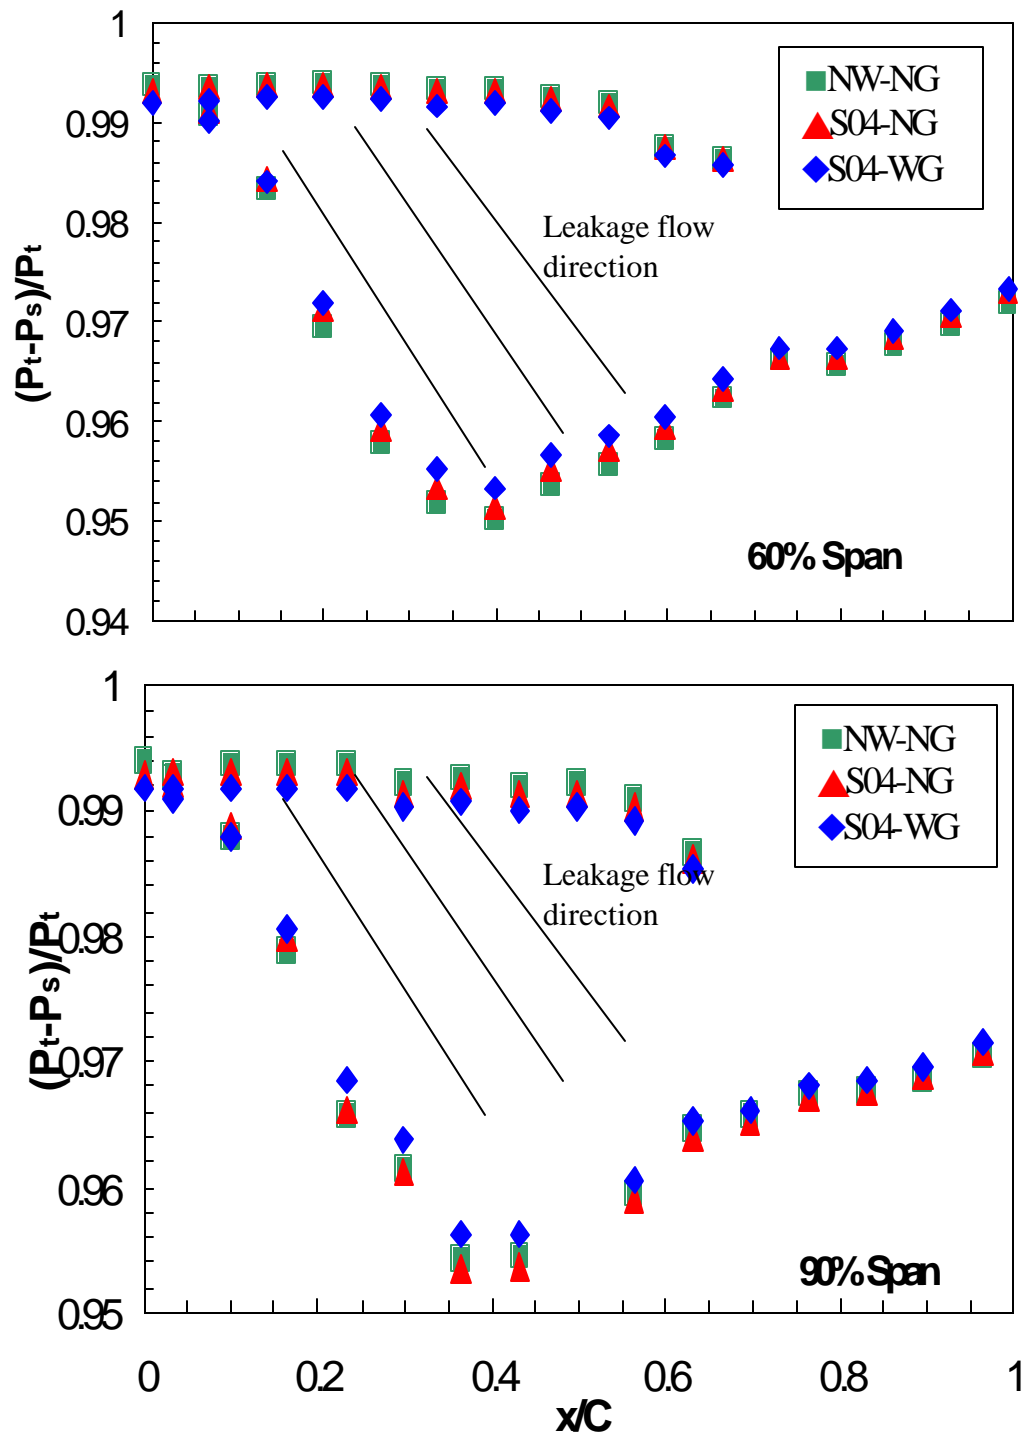 1
0.99
0.98
0.97
0.96
0.95
0.94
(Pt-Ps)/Pt
NW-NG
S04-NG
S04-WG
Leakage flow
direction
60% Span
1
0.99
0.98
0.97
0.96
0.95
(Pt-Ps)/Pt
NW-NG
S04-NG
S04-WG
Leakage flow
direction
90% Span
0 0.2 0.4 0.6 0.8 1
x/C